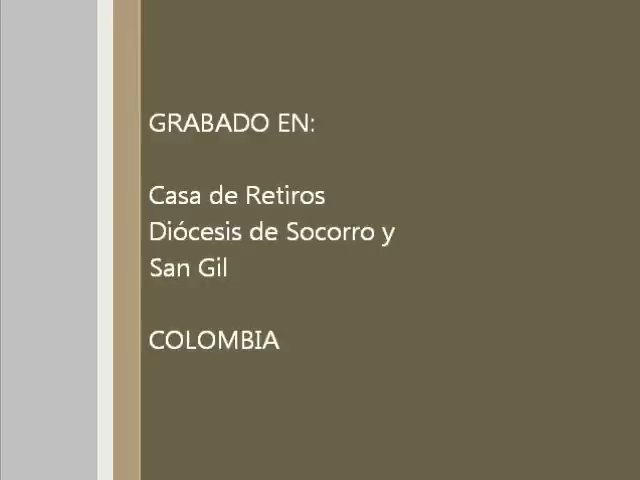 GRABADO EN:
Casa de Retiros
Diócesis de Socorro y
San Gil
COLOMBIA